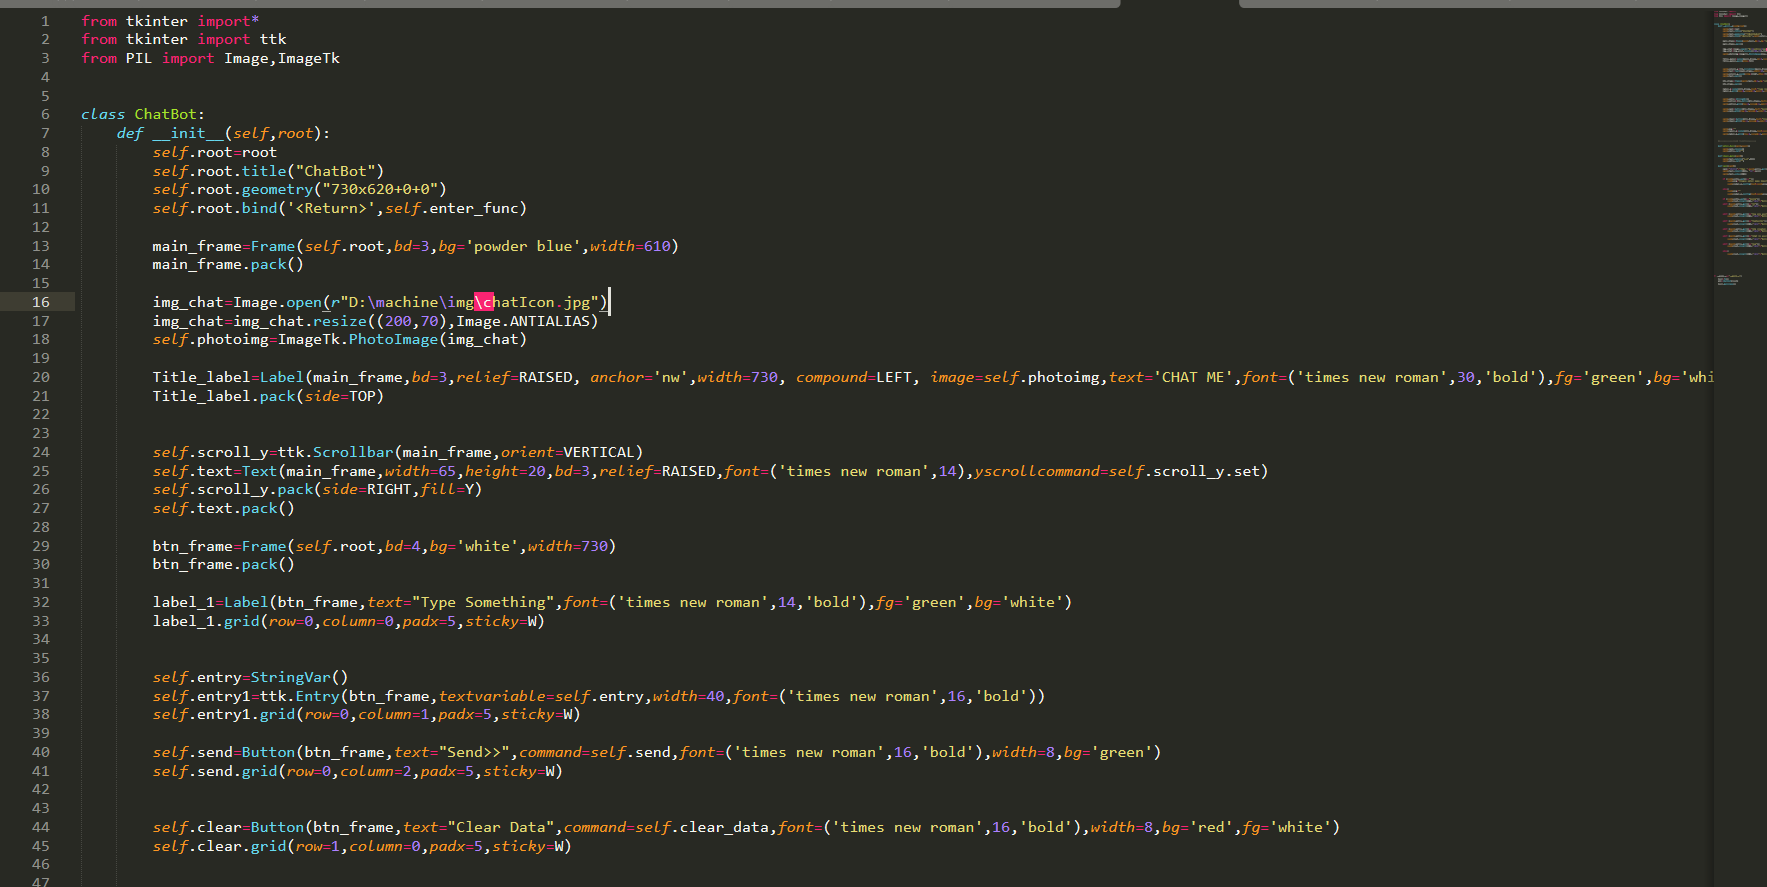 1 from tkinter import*
2 from tkinter import ttk
3 from PIL import Image,ImageTk
4
5
6 class ChatBot:
7 def __init__(self,root):
8 self.root=root
9 self.root.title("ChatBot")
10 self.root.geometry("730x620+0+0")
11 self.root.bind('<Return>',self.enter_func)
12
13 main_frame=Frame(self.root,bd=3,bg='powder blue',width=610)
14 main_frame.pack()
15
16 img_chat=Image.open(r"D:\machine\img\chatIcon.jpg")
17 img_chat=img_chat.resize((200,70),Image.ANTIALIAS)
18 self.photoimg=ImageTk.PhotoImage(img_chat)
19
20 Title_label=Label(main_frame,bd=3,relief=RAISED, anchor='nw',width=730, compound=LEFT, image=self.photoimg,text='CHAT ME',font=('times new roman',30,'bold'),fg='green',bg='whi
21 Title_label.pack(side=TOP)
22
23
24 self.scroll_y=ttk.Scrollbar(main_frame,orient=VERTICAL)
25 self.text=Text(main_frame,width=65,height=20,bd=3,relief=RAISED,font=('times new roman',14),yscrollcommand=self.scroll_y.set)
26 self.scroll_y.pack(side=RIGHT,fill=Y)
27 self.text.pack()
28
29 btn_frame=Frame(self.root,bd=4,bg='white',width=730)
30 btn_frame.pack()
31
32 label_1=Label(btn_frame,text="Type Something",font=('times new roman',14,'bold'),fg='green',bg='white')
33 label_1.grid(row=0,column=0,padx=5,sticky=W)
34
35
36 self.entry=StringVar()
37 self.entry1=ttk.Entry(btn_frame,textvariable=self.entry,width=40,font=('times new roman',16,'bold'))
38 self.entry1.grid(row=0,column=1,padx=5,sticky=W)
39
40 self.send=Button(btn_frame,text="Send>>",command=self.send,font=('times new roman',16,'bold'),width=8,bg='green')
41 self.send.grid(row=0,column=2,padx=5,sticky=W)
42
43
44 self.clear=Button(btn_frame,text="Clear Data",command=self.clear_data,font=('times new roman',16,'bold'),width=8,bg='red',fg='white')
45 self.clear.grid(row=1,column=0,padx=5,sticky=W)
46
47